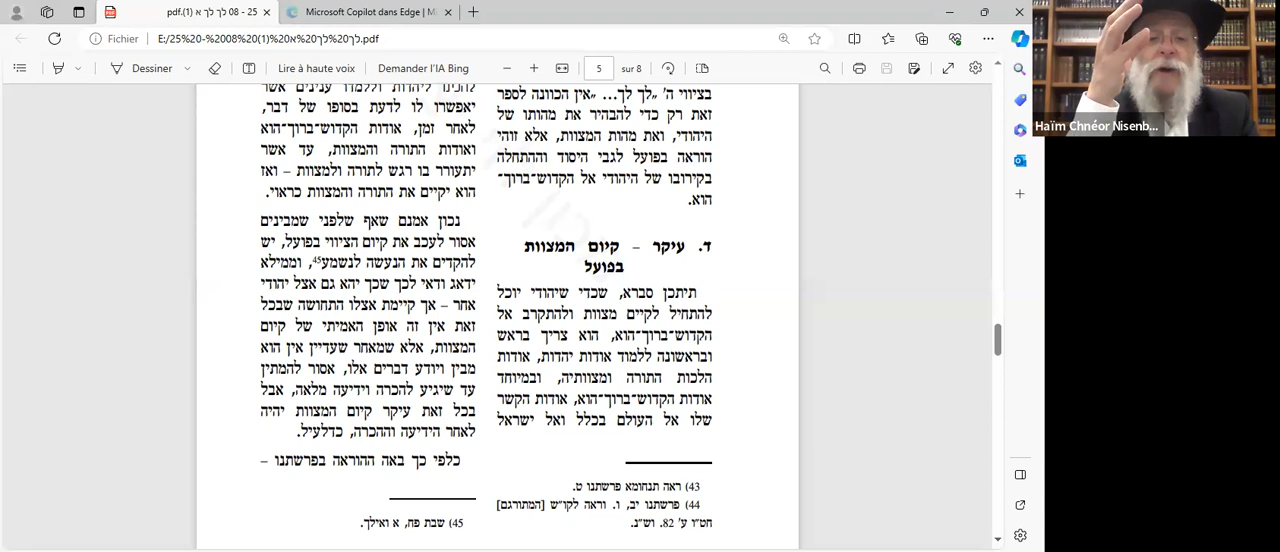 25 - 08 לך לך א (1).pdf
Microsoft Copilot dans Edge | Mi
Fichier
E:/25%20-%2008%20לך%20לך%20א%20(1).pdf
Dessiner
Lire à haute voix
Demander l'IA Bing
5
sur 8
Haïm Chnéor Nisenb...
בציווי ה' „לך לך... „אין הכוונה לספר
זאת רק כדי להבהיר את מהותו של
היהודי, ואת מהות המצוות, אלא זוהי
הוראה בפועל לגבי היסוד וההתחלה
בקירובו של היהודי אל הקדוש־ברוך־
הוא.
ד. עיקר – קיום המצוות
בפועל
תיתכן סברא, שכדי שיהודי יוכל
להתחיל לקיים מצוות ולהתקרב אל
הקדוש־ברוך־הוא, הוא צריך בראש
ובראשונה ללמוד אודות יהדות, אודות
הלכות התורה ומצוותיה, ובמיוחד
אודות הקדוש־ברוך־הוא, אודות הקשר
שלו אל העולם בכלל ואל ישראל
43) ראה תנחומא פרשתנו ט.
44) פרשתנו יב, ו. וראה לקו״ש [המתורגם]
חט״ו ע' 82. וש״נ.
להכינו ליהדות וללמדו ענינים אשר
יאפשרו לו לדעת בסופו של דבר,
לאחר זמן, אודות הקדוש־ברוך־הוא
ואודות התורה והמצוות, עד אשר
יתעורר בו רגש לתורה ולמצוות – ואז
הוא יקיים את התורה והמצוות כראוי.
נכון אמנם שאף שלפני שמבינים
אסור לעכב את קיום הציווי בפועל, יש
להקדים את הנעשה לנשמע45, וממילא
ידאג ודאי לכך שכך יהא גם אצל יהודי
אחר – אך קיימת אצלו התחושה שבכל
זאת אין זה אופן האמיתי של קיום
המצוות, אלא שמאחר שעדיין אין הוא
מבין ויודע דברים אלו, אסור להמתין
עד שיגיע להכרה וידיעה מלאה, אבל
בכל זאת עיקר קיום המצוות יהיה
לאחר הידיעה וההכרה, כדלעיל.
כלפי כך באה ההוראה בפרשתנו –
45) שבת פח, א ואילך.